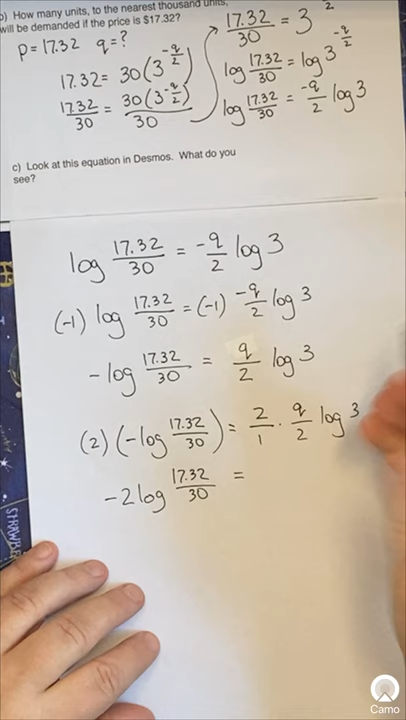 b) How many units, to the nearest thousand units,
will be demanded if the price is $17.32?
p = 17.32 q = ?
17.32 = 30(3^{-q/2})
17.32/30 = 30(3^{-q/2})/30
17.32/30 = 3^{-q/2}
log 17.32/30 = log 3^{-q/2}
log 17.32/30 = -q/2 log 3
c) Look at this equation in Desmos. What do you
see?
log 17.32/30 = -q/2 log 3
(-1) log 17.32/30 = (-1) -q/2 log 3
-log 17.32/30 = q/2 log 3
(2)(-log 17.32/30) = 2/1 · q/2 log 3
-2 log 17.32/30 =
STRAWBE
Camo